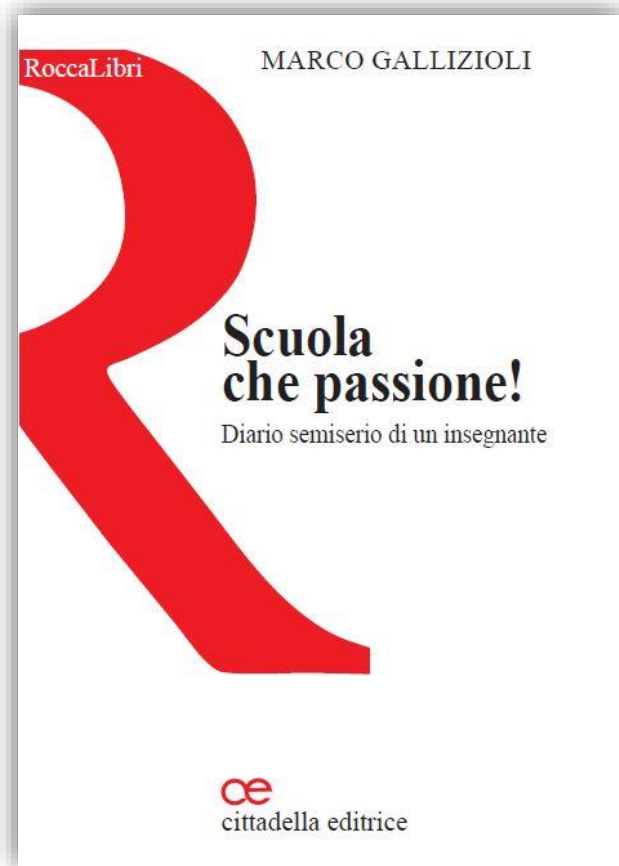 RoccaLibri
MARCO GALLIZIOLI
Scuola
che passione!
Diario semiserio di un insegnante
ce
cittadella editrice